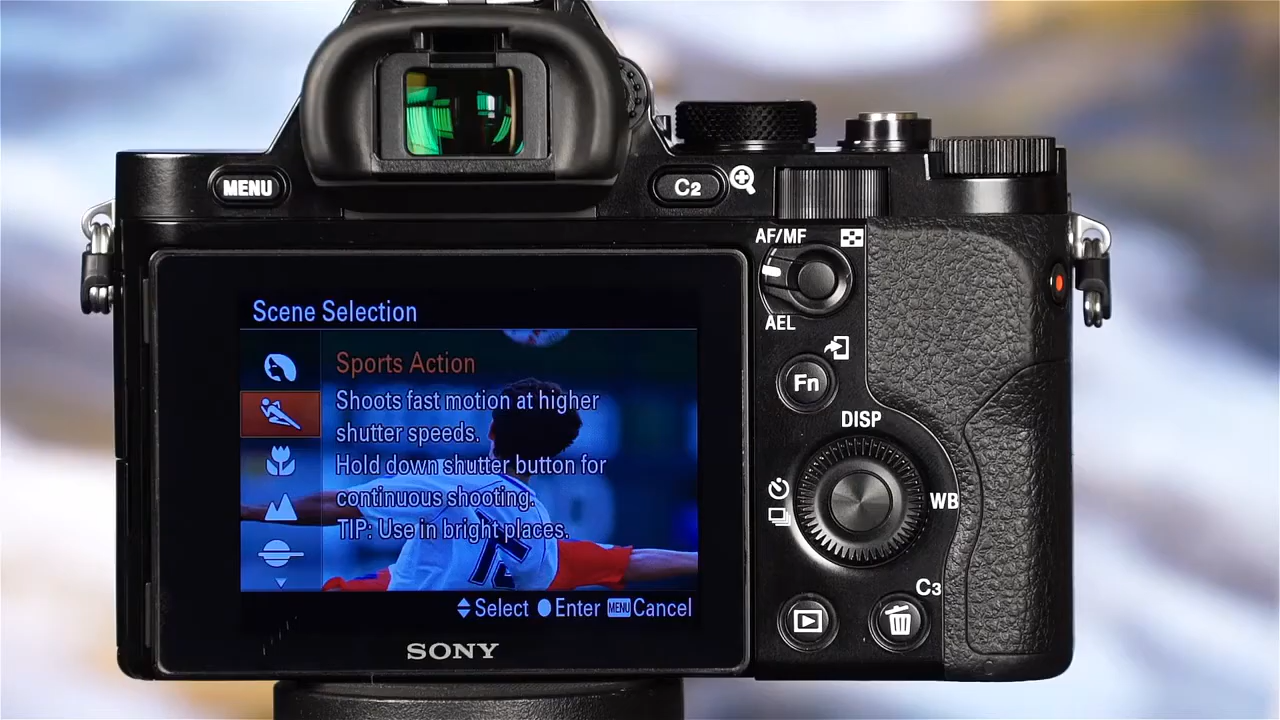 MENU
C2
AF/MF
AEL
Scene Selection
Sports Action
Shoots fast motion at higher
shutter speeds.
Hold down shutter button for
continuous shooting.
TIP: Use in bright places.
Select Enter MENU Cancel
SONY
Fn
DISP
WB
C3